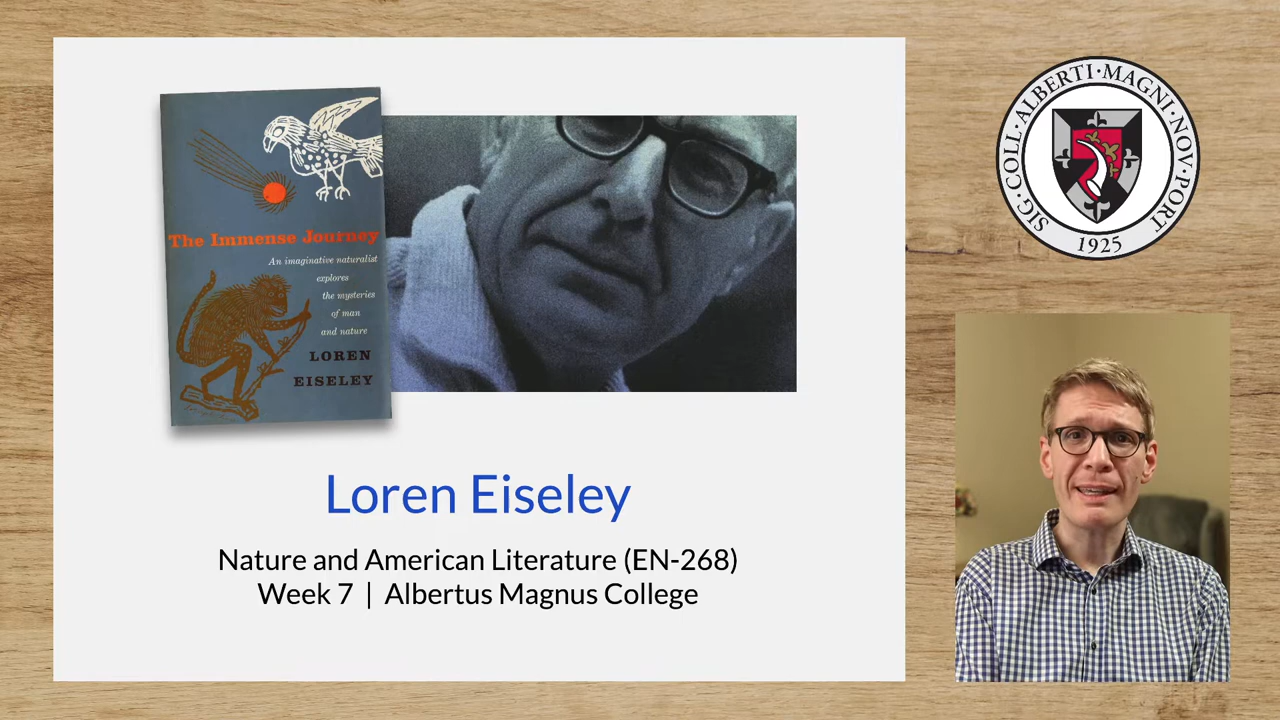 The Immense Journey
An imaginative naturalist
explores
the mysteries
of man
and nature
LOREN
EISELEY
Loren Eiseley
Nature and American Literature (EN-268)
Week 7 | Albertus Magnus College
SIG·COLL·ALBERTI·MAGNI·NOV·PORT
1925